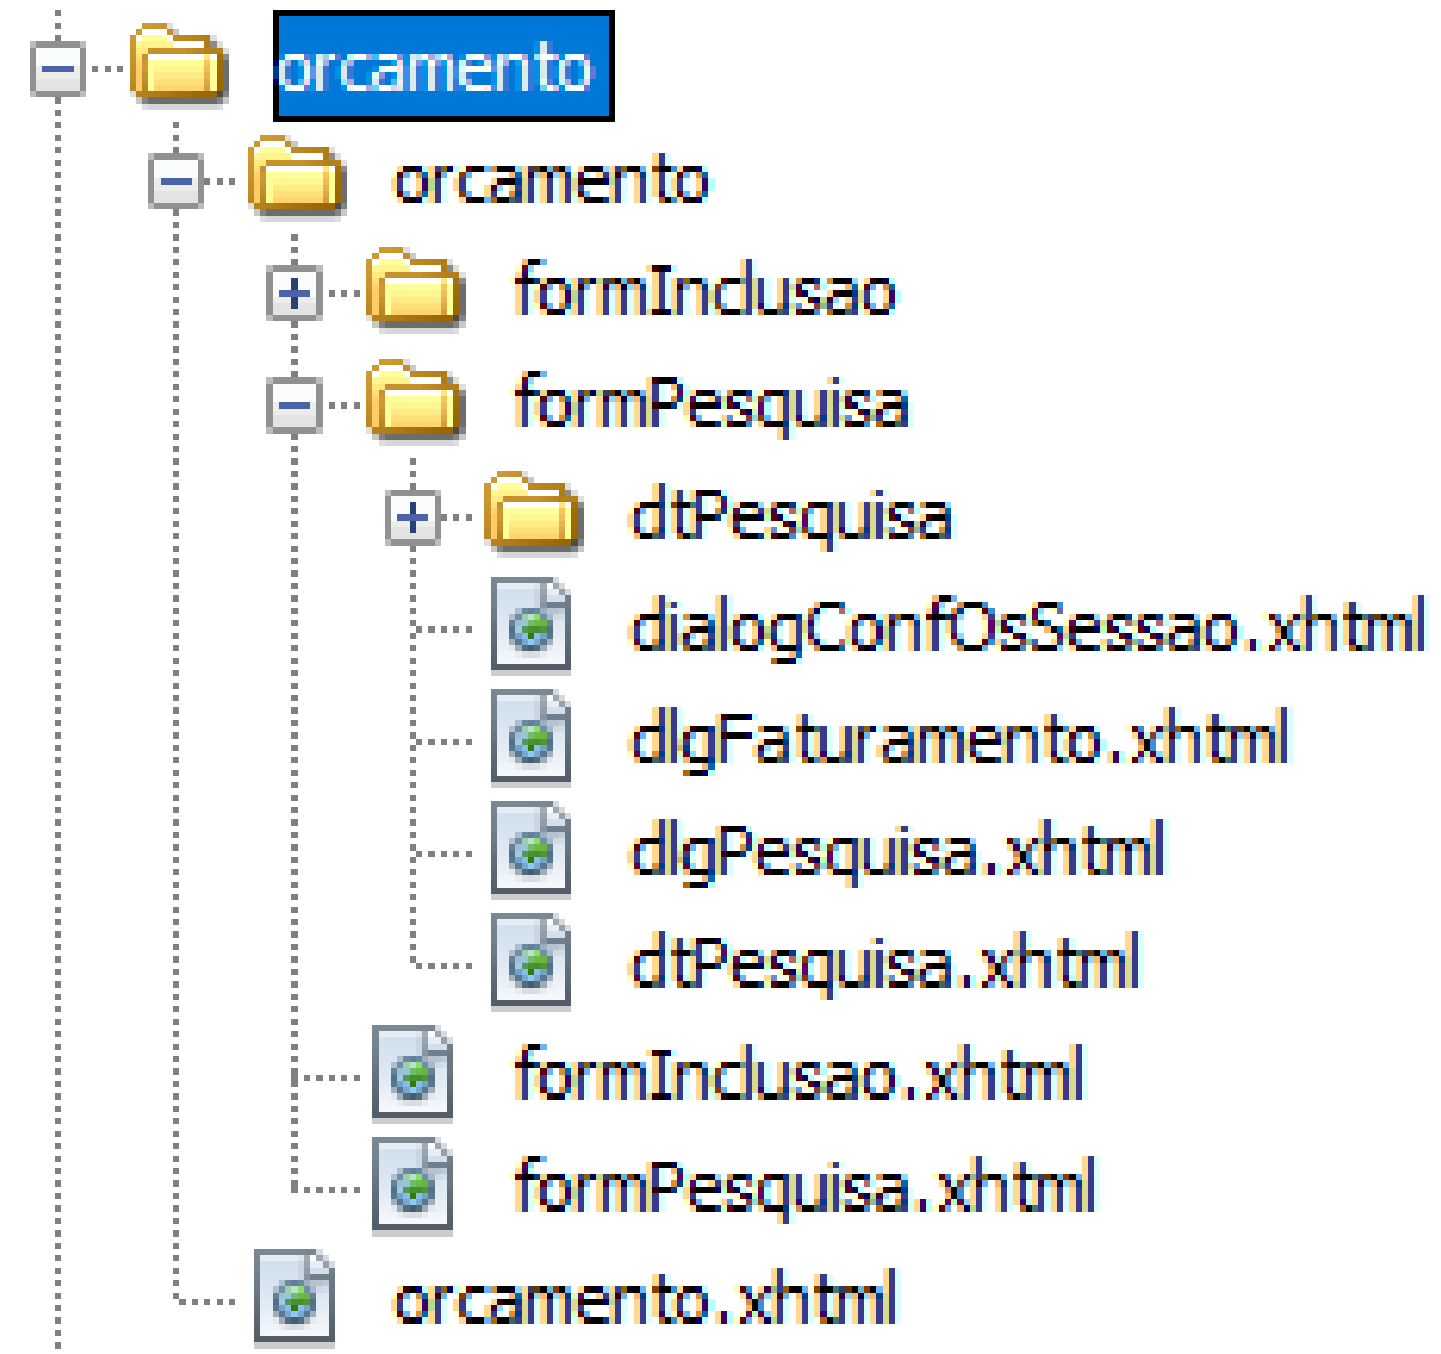 orcamento
orcamento
formInclusao
formPesquisa
dtPesquisa
dialogConfOsSessao.xhtml
dlgFaturamento.xhtml
dlgPesquisa.xhtml
dtPesquisa.xhtml
formInclusao.xhtml
formPesquisa.xhtml
orcamento.xhtml